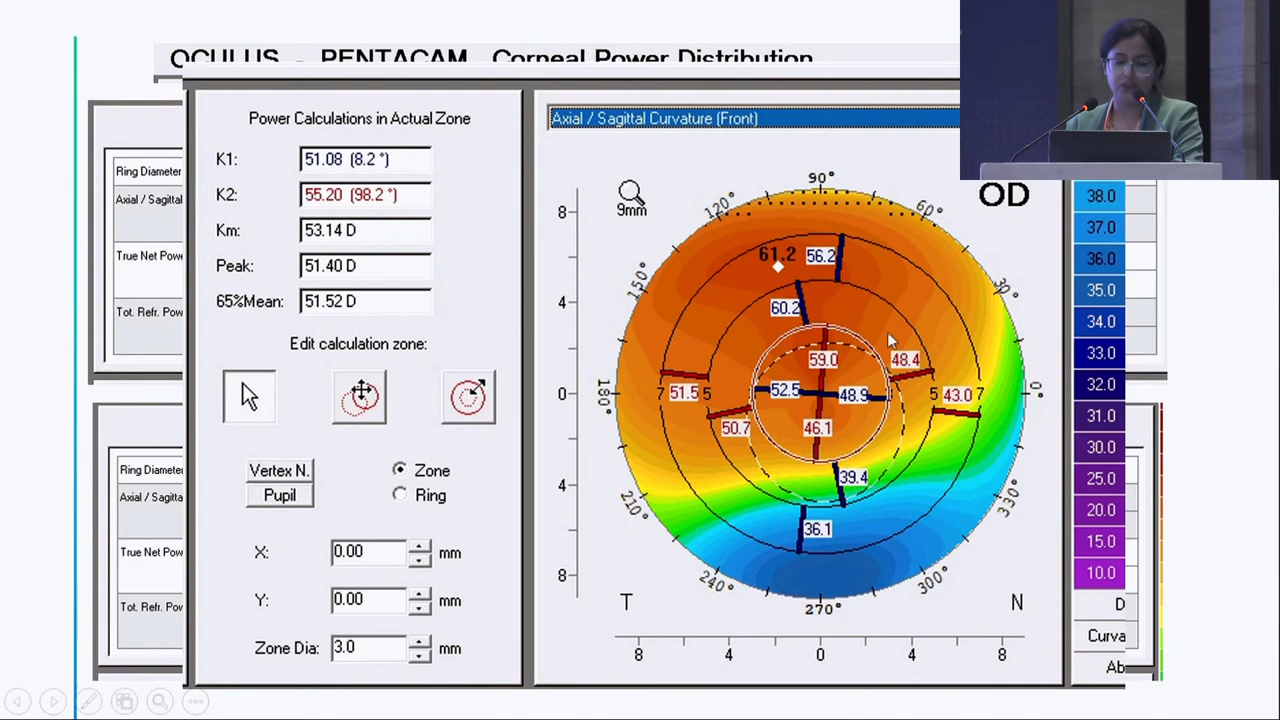 OCULUS - PENTACAM Corneal Power Distribution
Ring Diameter
Axial / Sagittal
True Net Power
Tot. Refr. Pow
Ring Diameter
Axial / Sagitta
True Net Pow
Tot. Refr. Pov
Power Calculations in Actual Zone
K1: 51.08 (8.2 °)
K2: 55.20 (98.2 °)
Km: 53.14 D
Peak: 51.40 D
65%Mean: 51.52 D
Edit calculation zone:
Vertex N.
Pupil
Zone
Ring
X: 0.00 mm
Y: 0.00 mm
Zone Dia: 3.0 mm
Axial / Sagittal Curvature (Front)
9mm
OD
90°
120° 60°
150° 30°
180° 0°
210° 330°
240° 300°
270°
8
4
0
4
8
61.2 56.2
60.2
59.0 48.4
7 51.5 5 52.5 48.9 5 43.0 7
50.7 46.1
39.4
36.1
T N
8 4 0 4 8
38.0
37.0
36.0
35.0
34.0
33.0
32.0
31.0
30.0
25.0
20.0
15.0
10.0
D
Curva
Ab